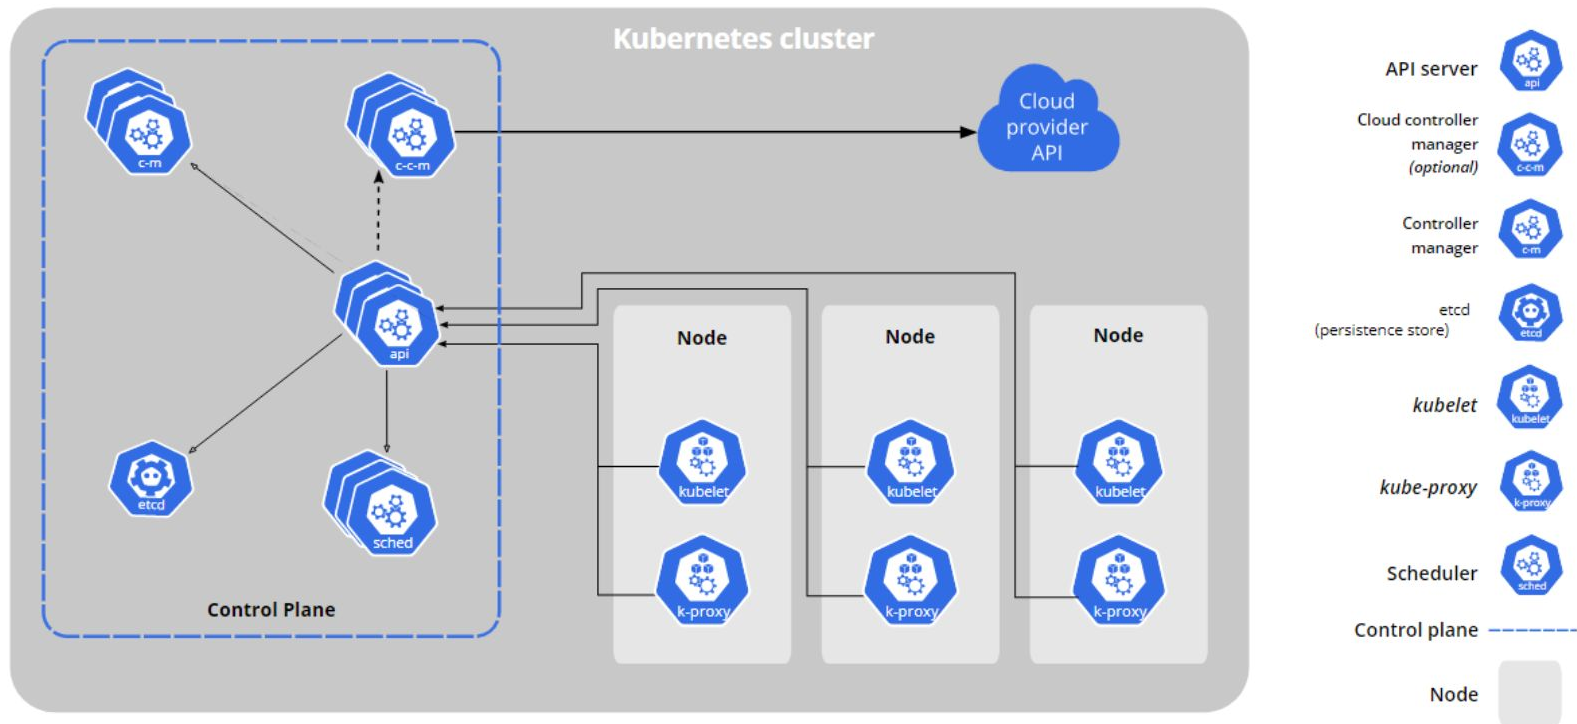 Kubernetes cluster
c-m
c-c-m
Cloud
provider
API
api
etcd
sched
Control Plane
Node
kubelet
k-proxy
Node
kubelet
k-proxy
Node
kubelet
k-proxy
API server
api
Cloud controller
manager
(optional)
c-c-m
Controller
manager
c-m
etcd
(persistence store)
etcd
kubelet
kubelet
kube-proxy
k-proxy
Scheduler
sched
Control plane
Node